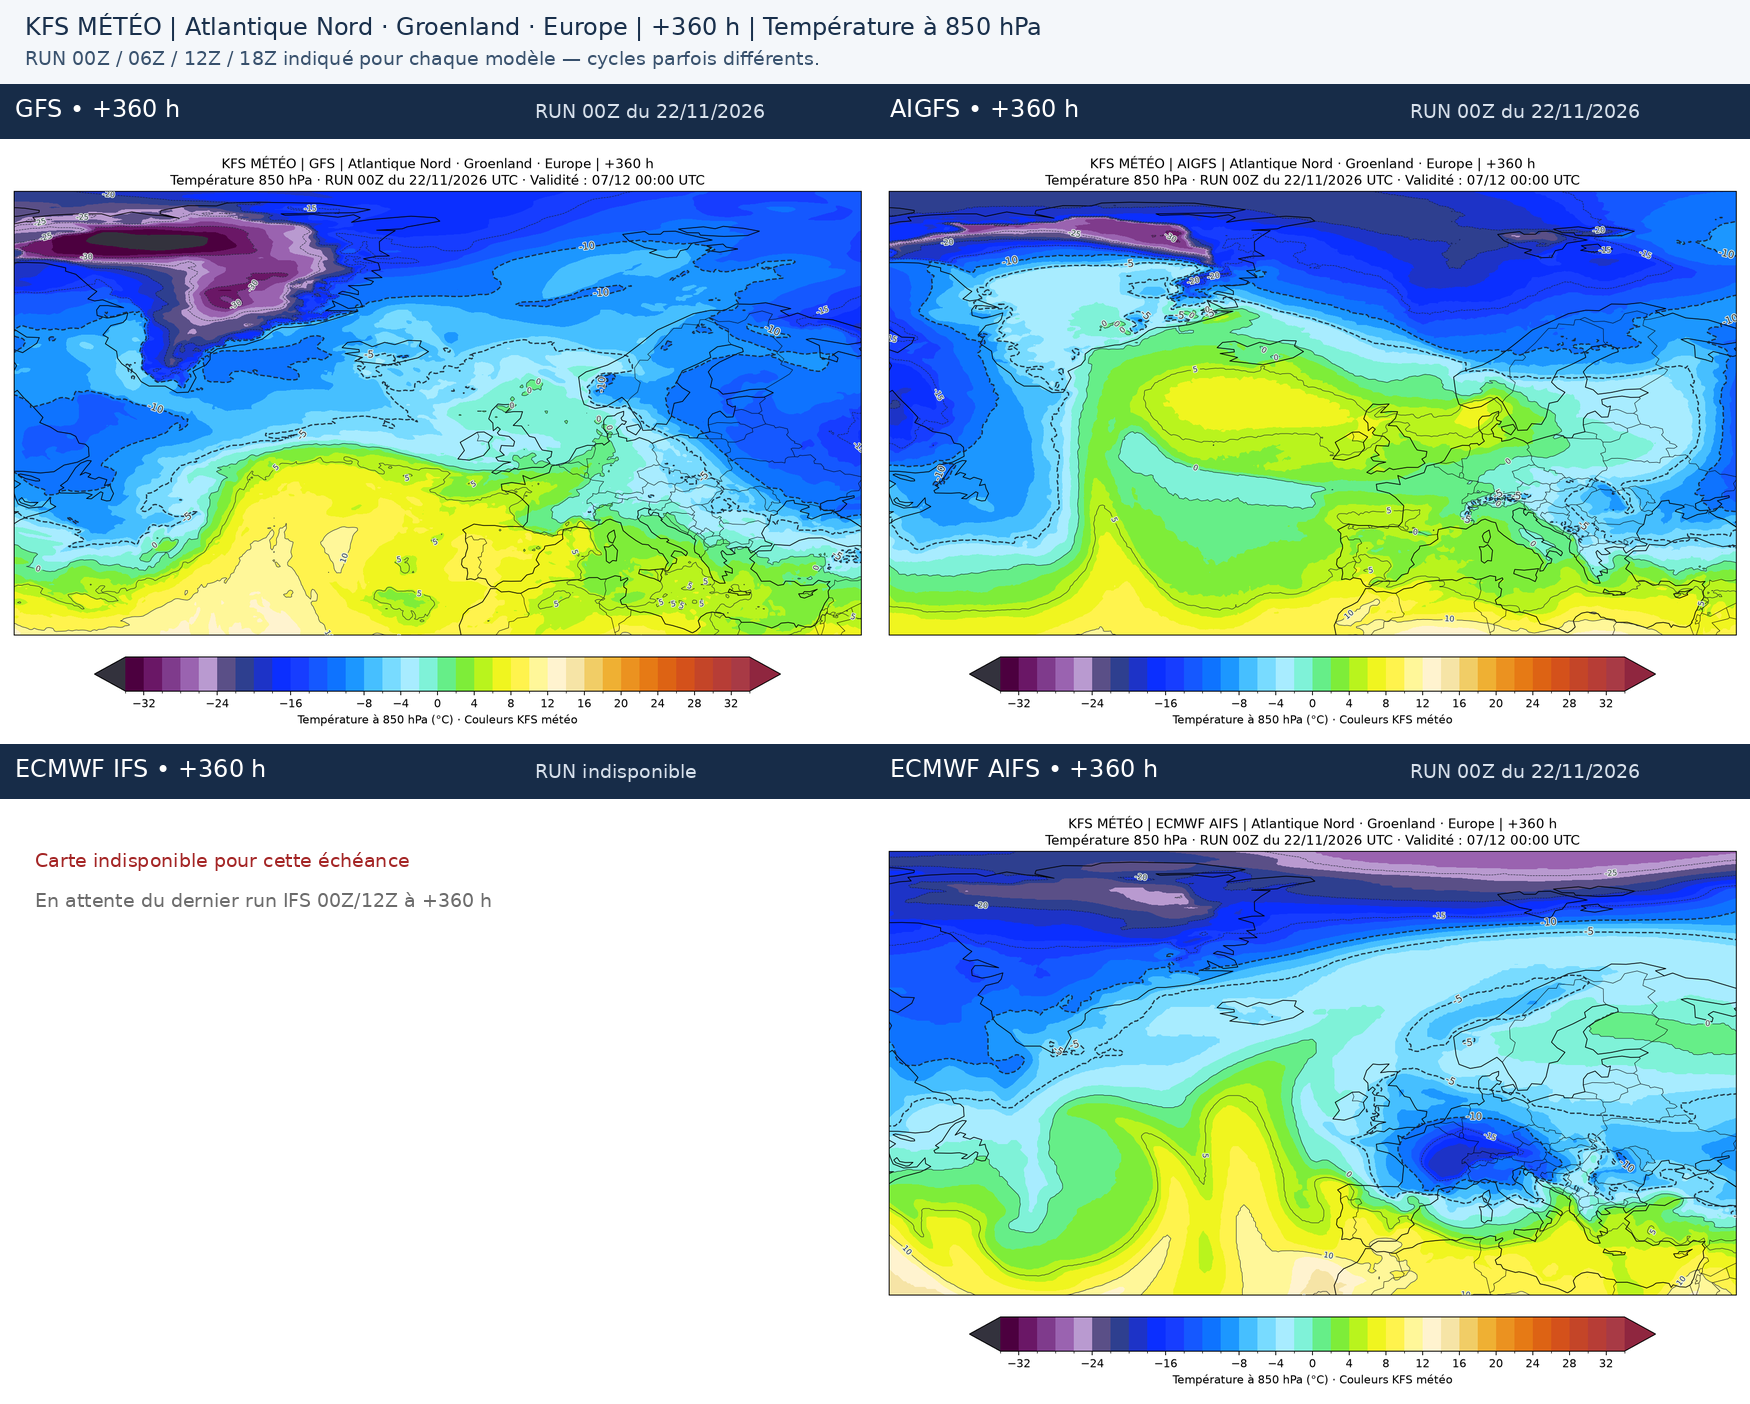 KFS MÉTÉO | Atlantique Nord · Groenland · Europe | +360 h | Température à 850 hPa
RUN 00Z / 06Z / 12Z / 18Z indiqué pour chaque modèle — cycles parfois différents.
GFS • +360 h
RUN 00Z du 22/11/2026
KFS MÉTÉO | GFS | Atlantique Nord · Groenland · Europe | +360 h
Température 850 hPa · RUN 00Z du 22/11/2026 UTC · Validité : 07/12 00:00 UTC
−32 −24 −16 −8 −4 0 4 8 12 16 20 24 28 32
Température à 850 hPa (°C) · Couleurs KFS météo
AIGFS • +360 h
RUN 00Z du 22/11/2026
KFS MÉTÉO | AIGFS | Atlantique Nord · Groenland · Europe | +360 h
Température 850 hPa · RUN 00Z du 22/11/2026 UTC · Validité : 07/12 00:00 UTC
−32 −24 −16 −8 −4 0 4 8 12 16 20 24 28 32
Température à 850 hPa (°C) · Couleurs KFS météo
ECMWF IFS • +360 h
RUN indisponible
Carte indisponible pour cette échéance
En attente du dernier run IFS 00Z/12Z à +360 h
ECMWF AIFS • +360 h
RUN 00Z du 22/11/2026
KFS MÉTÉO | ECMWF AIFS | Atlantique Nord · Groenland · Europe | +360 h
Température 850 hPa · RUN 00Z du 22/11/2026 UTC · Validité : 07/12 00:00 UTC
−32 −24 −16 −8 −4 0 4 8 12 16 20 24 28 32
Température à 850 hPa (°C) · Couleurs KFS météo